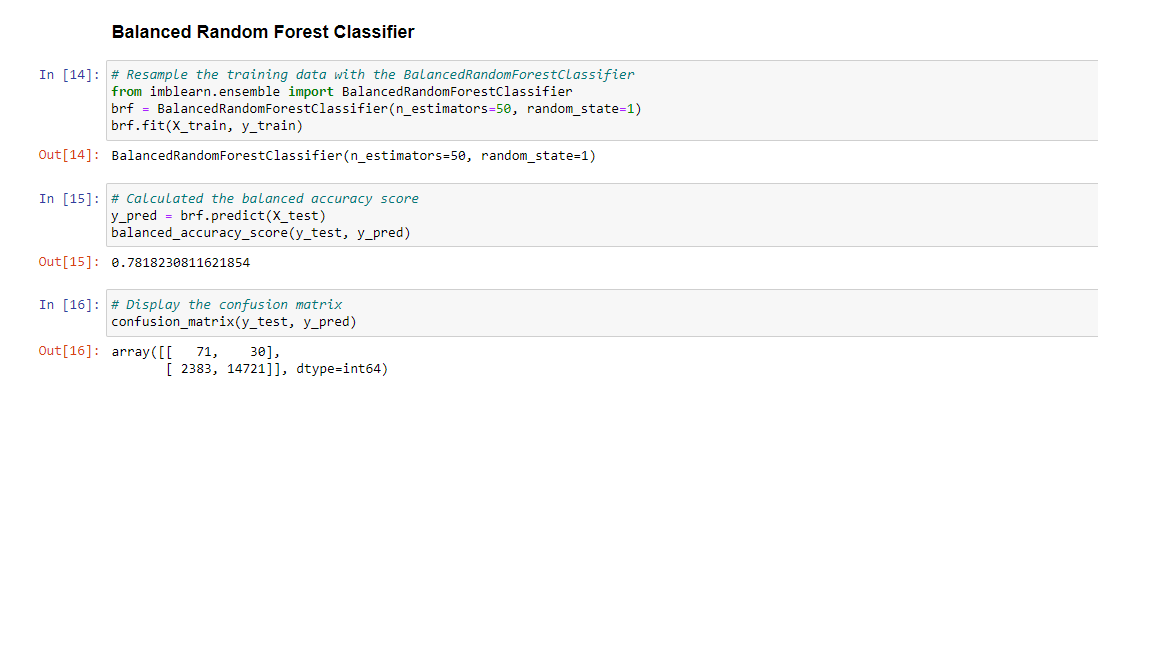 Balanced Random Forest Classifier
In [14]: # Resample the training data with the BalancedRandomForestClassifier
from imblearn.ensemble import BalancedRandomForestClassifier
brf = BalancedRandomForestClassifier(n_estimators=50, random_state=1)
brf.fit(X_train, y_train)
Out[14]: BalancedRandomForestClassifier(n_estimators=50, random_state=1)
In [15]: # Calculated the balanced accuracy score
y_pred = brf.predict(X_test)
balanced_accuracy_score(y_test, y_pred)
Out[15]: 0.7818230811621854
In [16]: # Display the confusion matrix
confusion_matrix(y_test, y_pred)
Out[16]: array([[   71,    30],
       [ 2383, 14721]], dtype=int64)